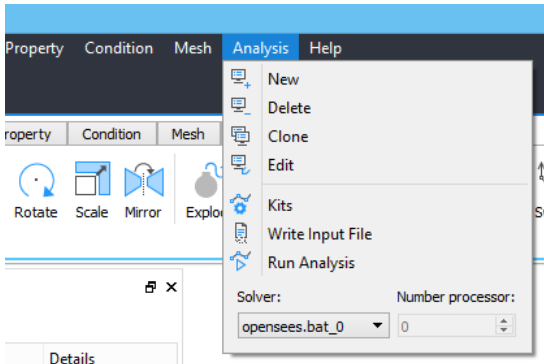 Property Condition Mesh Analysis Help
New
Delete
Clone
Edit
Kits
Write Input File
Run Analysis
Solver: Number processor:
opensees.bat_0 0
roperty Condition Mesh
Rotate Scale Mirror Explo
Details